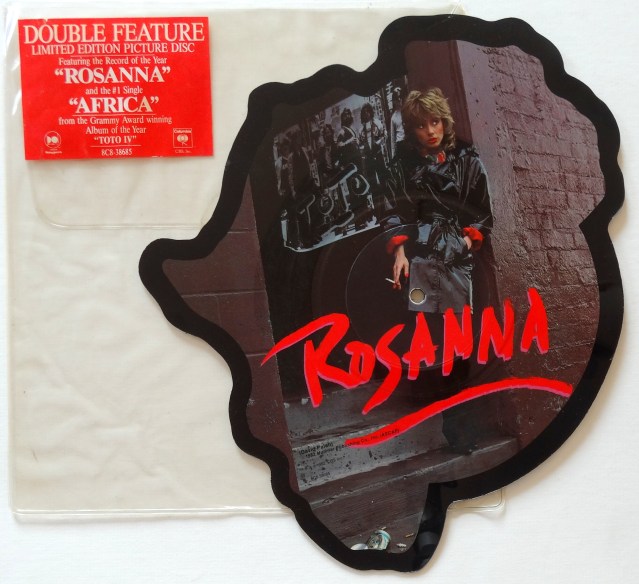 DOUBLE FEATURE
LIMITED EDITION PICTURE DISC
Featuring the Record of the Year
“ROSANNA”
and the #1 Single
“AFRICA”
from the Grammy Award winning
Album of the Year
“TOTO IV”
8C8-38685
TOTO
ROSANNA